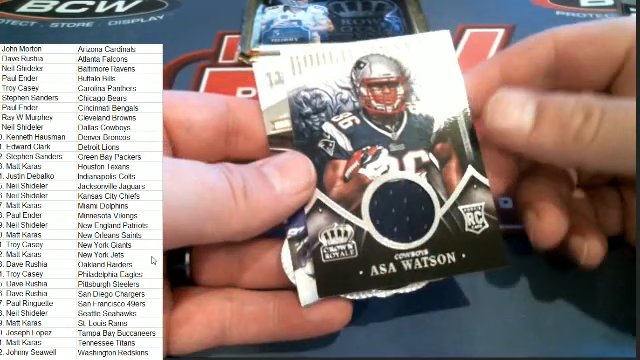 John Morton Arizona Cardinals
Dave Rushia Atlanta Falcons
Neil Shideler Baltimore Ravens
Paul Ender Buffalo Bills
Troy Casey Carolina Panthers
Stephen Sanders Chicago Bears
Paul Ender Cincinnati Bengals
Ray W Murphey Cleveland Browns
Neil Shideler Dallas Cowboys
Kenneth Hausman Denver Broncos
Edward Clark Detroit Lions
Stephen Sanders Green Bay Packers
Matt Karas Houston Texans
Justin Debalko Indianapolis Colts
Neil Shideler Jacksonville Jaguars
Neil Shideler Kansas City Chiefs
Matt Karas Miami Dolphins
Paul Ender Minnesota Vikings
Neil Shideler New England Patriots
Matt Karas New Orleans Saints
Troy Casey New York Giants
Matt Karas New York Jets
Dave Rushia Oakland Raiders
Troy Casey Philadelphia Eagles
Dave Rushia Pittsburgh Steelers
Dave Rushia San Diego Chargers
Paul Ringuette San Francisco 49ers
Neil Shideler Seattle Seahawks
Matt Karas St. Louis Rams
Joseph Lopez Tampa Bay Buccaneers
Matt Karas Tennessee Titans
Johnny Seawell Washington Redskins
86
RC
CROWN
ROYALE
COWBOYS
ASA WATSON